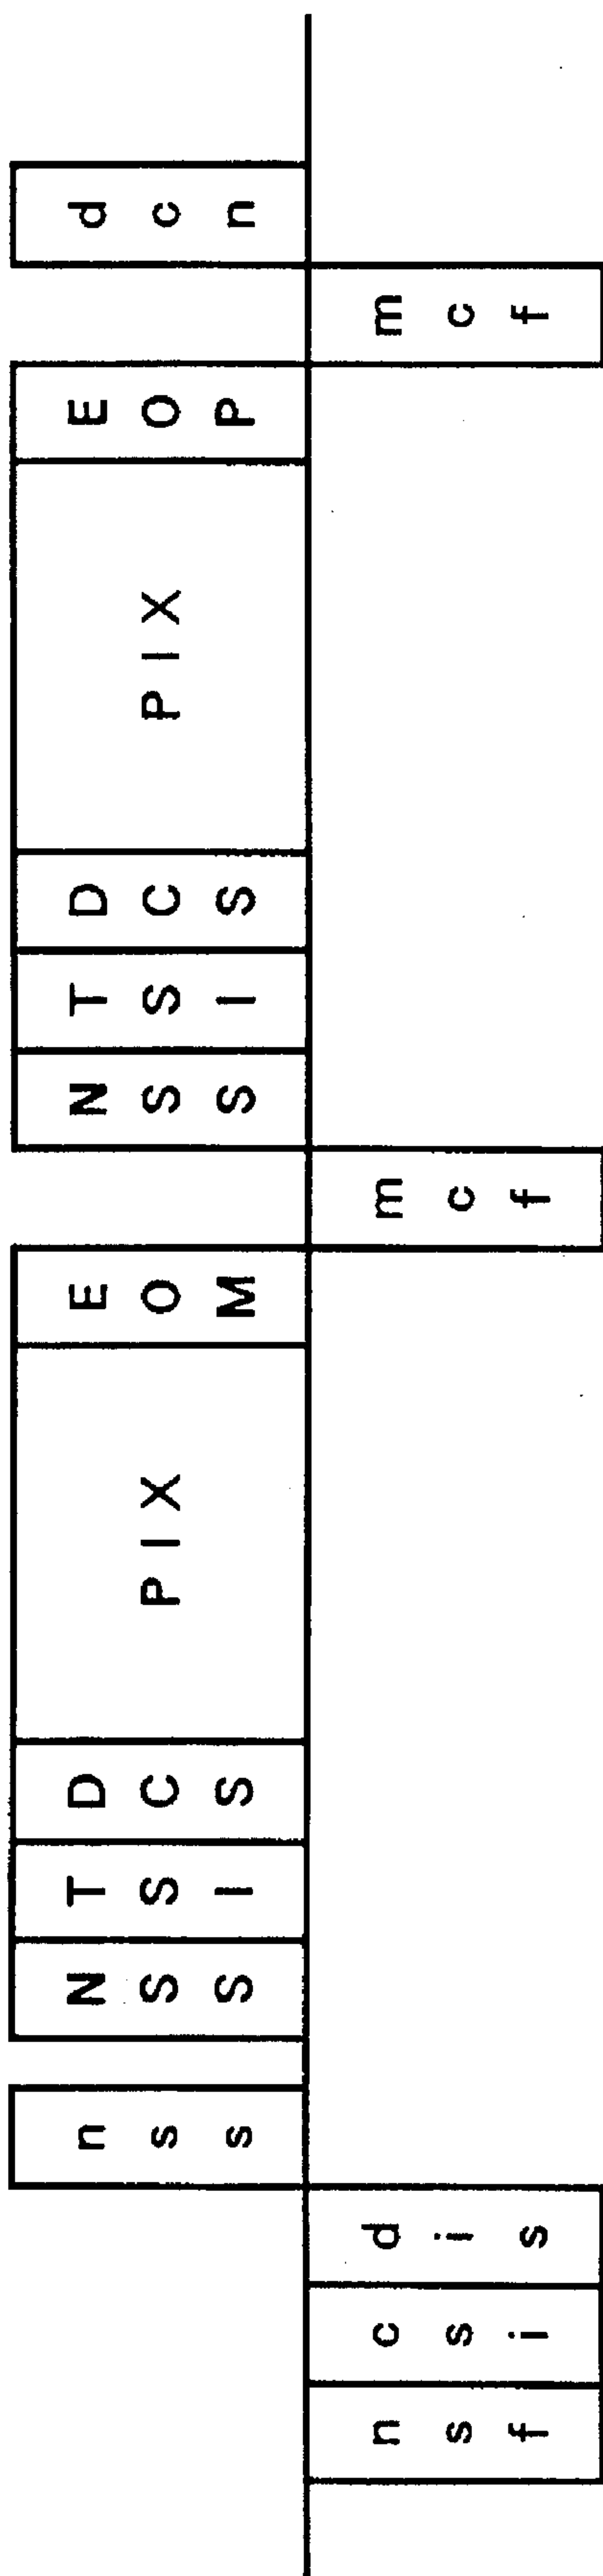 nsf
csi
dis
nss
NSS
TSI
DCS
PIX
EOM
mcf
NSS
TSI
DCS
PIX
EOP
mcf
dcn